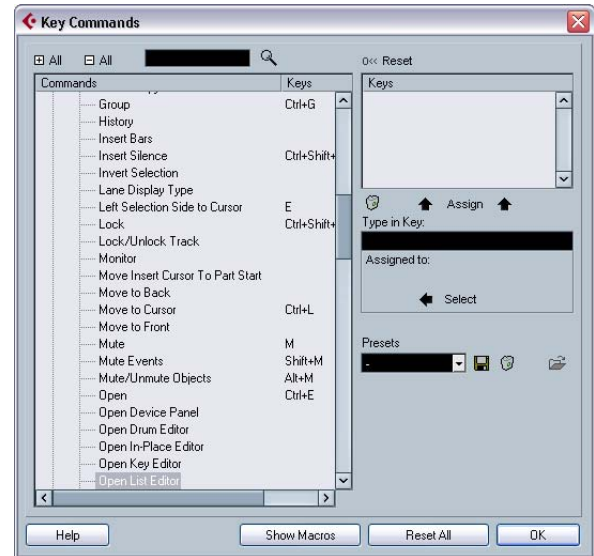 Key Commands
All All
0<< Reset
Commands Keys
Keys
Group Ctrl+G
History
Insert Bars
Insert Silence Ctrl+Shift+
Invert Selection
Lane Display Type
Left Selection Side to Cursor E
Lock Ctrl+Shift+
Lock/Unlock Track
Monitor
Move Insert Cursor To Part Start
Move to Back
Move to Cursor Ctrl+L
Move to Front
Mute M
Mute Events Shift+M
Mute/Unmute Objects Alt+M
Open Ctrl+E
Open Device Panel
Open Drum Editor
Open In-Place Editor
Open Key Editor
Open List Editor
Assign
Type in Key:
Assigned to:
Select
Presets
-
Help Show Macros Reset All OK